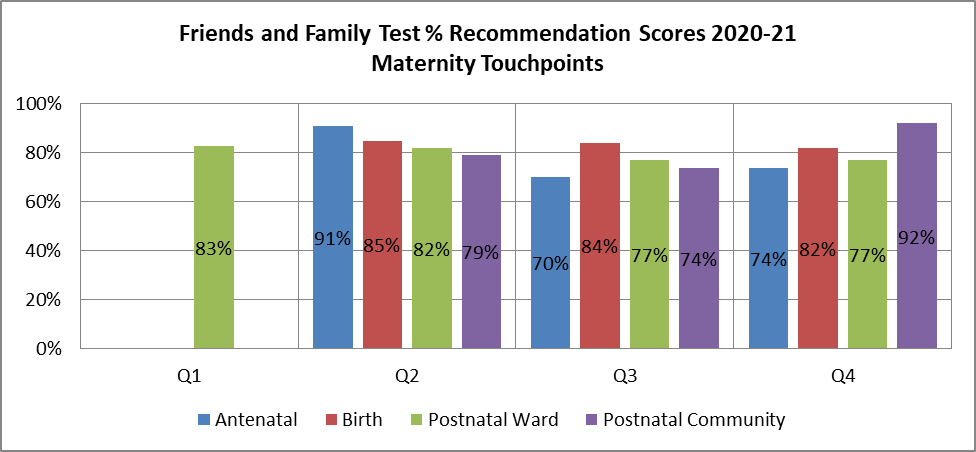 Friends and Family Test % Recommendation Scores 2020-21
Maternity Touchpoints
100%
80%
60%
40%
20%
0%
83%
91%
85%
82%
79%
70%
84%
77%
74%
74%
82%
77%
92%
Q1
Q2
Q3
Q4
Antenatal
Birth
Postnatal Ward
Postnatal Community